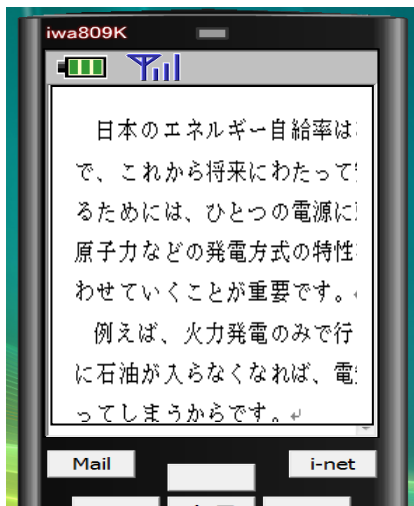 iwa809K
日本のエネルギー自給率は
で、これから将来にわたって
るためには、ひとつの電源に
原子力などの発電方式の特性
わせていくことが重要です。
例えば、火力発電のみで行
に石油が入らなくなれば、電
ってしまうからです。
Mail
i-net